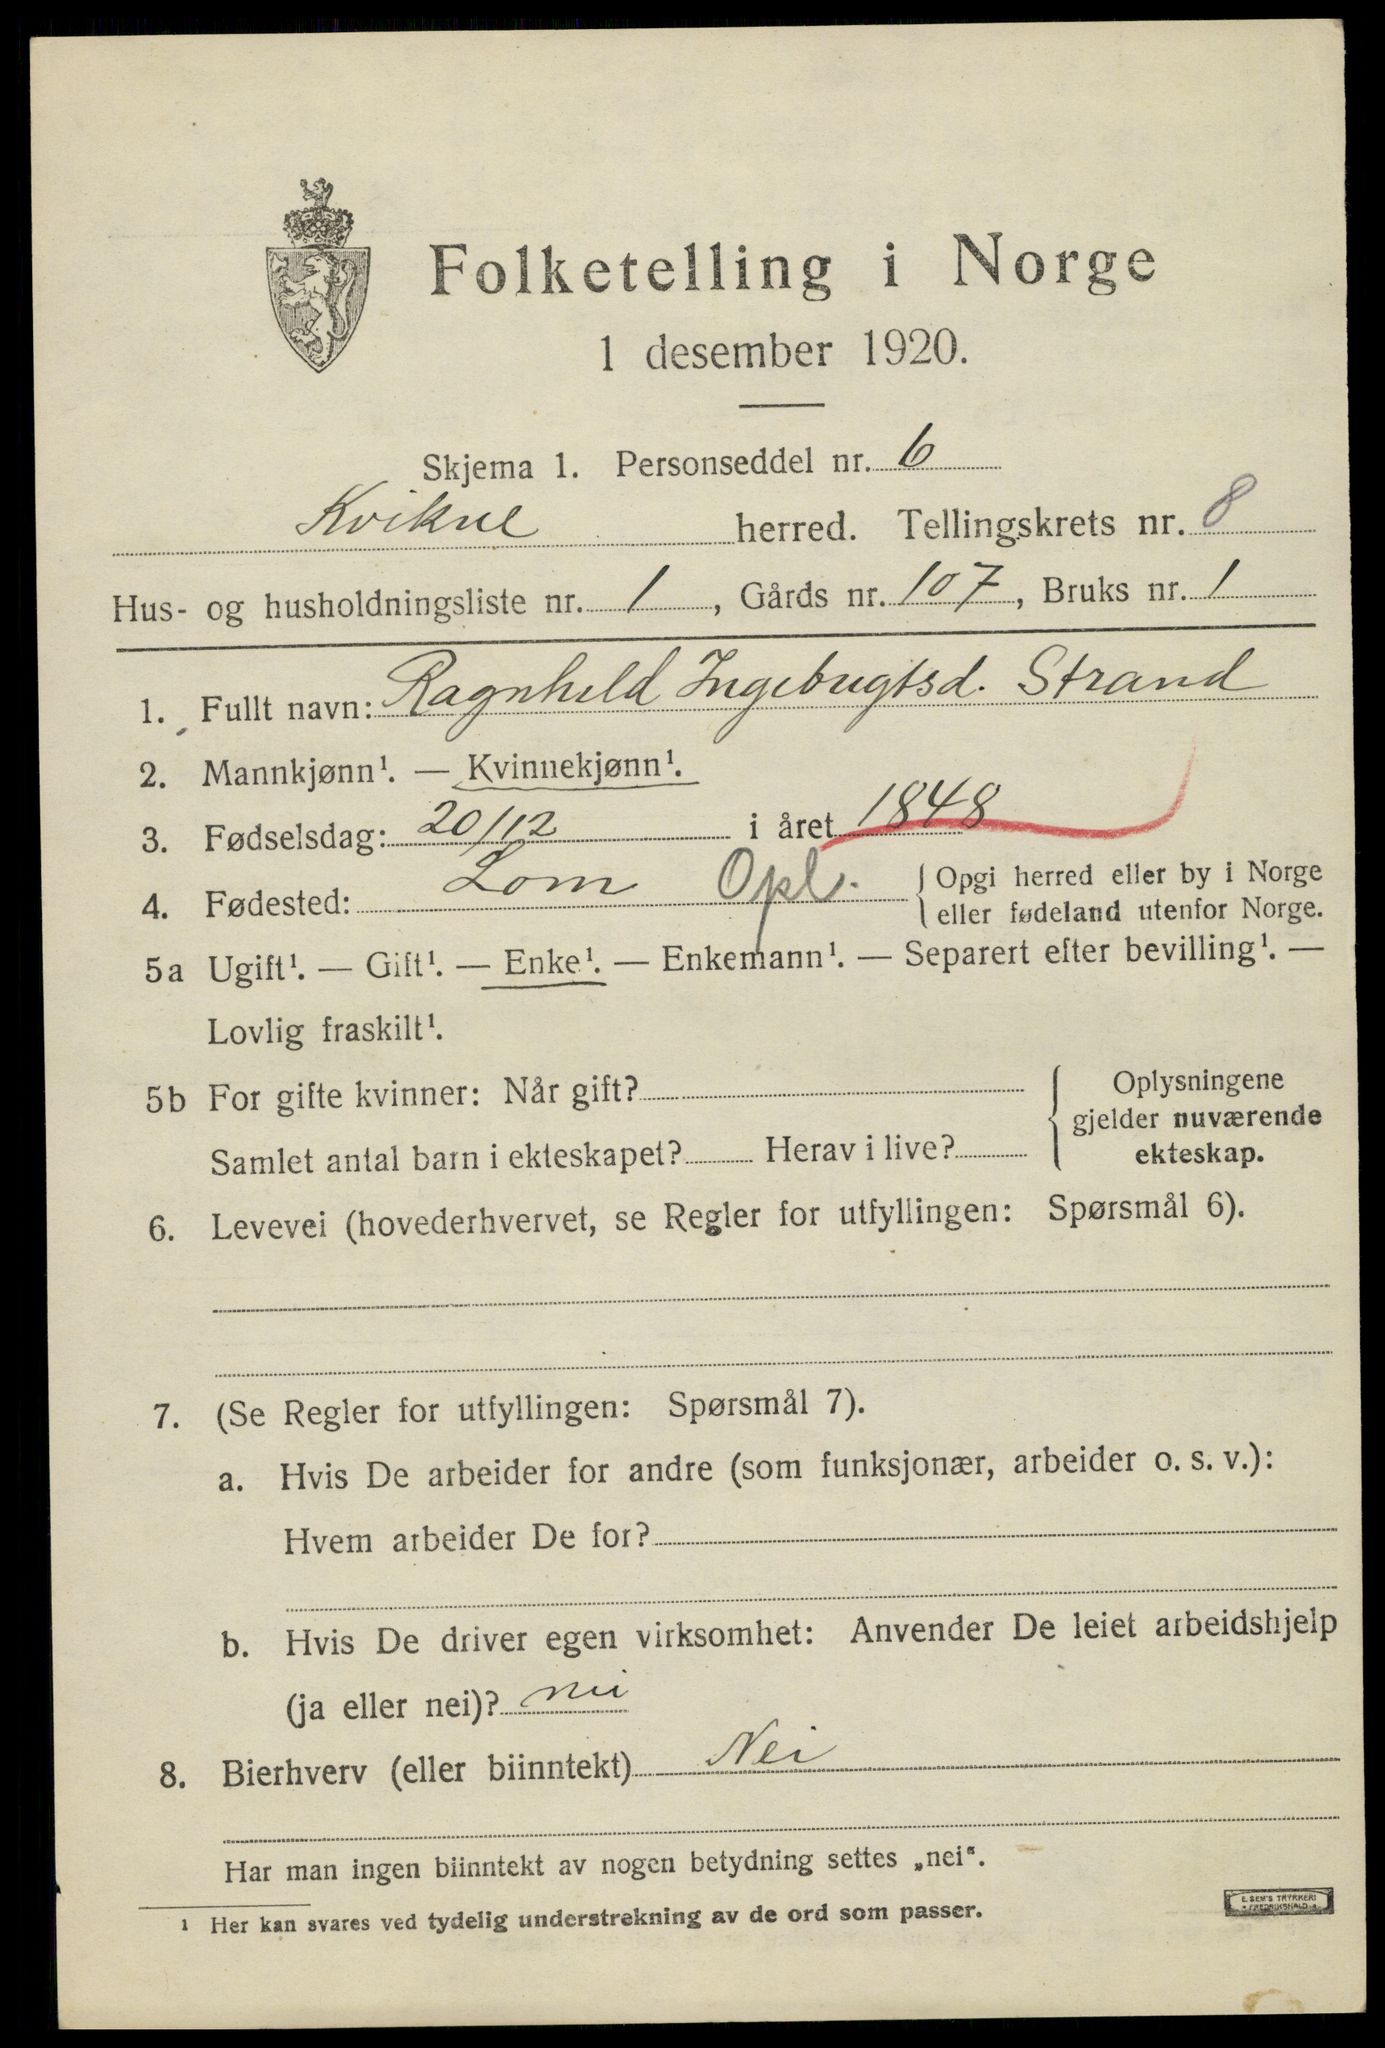 Folketelling i Norge
1 desember 1920.
Skjema 1. Personseddel nr. 6
Kvikne herred. Tellingskrets nr. 8
Hus- og husholdningsliste nr. 1, Gårds nr. 107, Bruks nr. 1
1. Fullt navn: Ragnhild Ingebrigtsd. Strand
2. Mannkjønn¹. — Kvinnekjønn¹.
3. Fødselsdag: 20/12 i året 1848
4. Fødested: Lom Opl. { Opgi herred eller by i Norge
eller fødeland utenfor Norge.
5a Ugift¹. — Gift¹. — Enke¹. — Enkemann¹. — Separert efter bevilling¹. —
Lovlig fraskilt¹.
5b For gifte kvinner: Når gift?
Samlet antal barn i ekteskapet? Herav i live?
{ Oplysningene
gjelder nuværende
ekteskap.
6. Levevei (hovederhvervet, se Regler for utfyllingen: Spørsmål 6).
7. (Se Regler for utfyllingen: Spørsmål 7).
a. Hvis De arbeider for andre (som funksjonær, arbeider o. s. v.):
Hvem arbeider De for?
b. Hvis De driver egen virksomhet: Anvender De leiet arbeidshjelp
(ja eller nei)? nei
8. Bierhverv (eller biinntekt) Nei
Har man ingen biinntekt av nogen betydning settes „nei“.
¹ Her kan svares ved tydelig understrekning av de ord som passer.
E. SEM'S TRYKKERI
FREDRIKSHALD